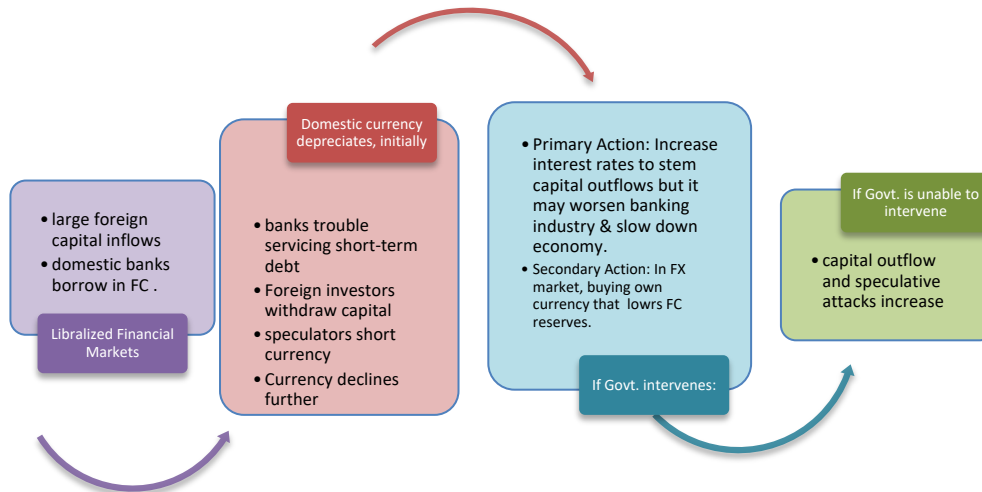 • large foreign
capital inflows
• domestic banks
borrow in FC .
Libralized Financial
Markets
Domestic currency
depreciates, initially
• banks trouble
servicing short-term
debt
• Foreign investors
withdraw capital
• speculators short
currency
• Currency declines
further
• Primary Action: Increase
interest rates to stem
capital outflows but it
may worsen banking
industry & slow down
economy.
• Secondary Action: In FX
market, buying own
currency that lowrs FC
reserves.
If Govt. intervenes:
If Govt. is unable to
intervene
• capital outflow
and speculative
attacks increase